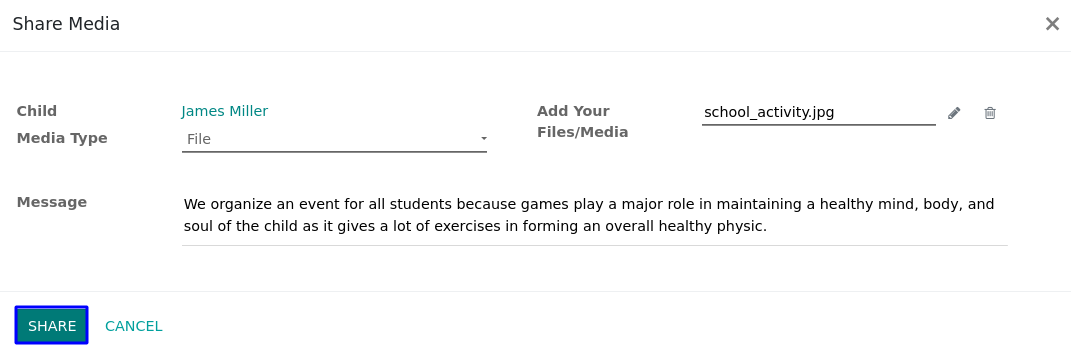 Share Media
×
Child James Miller
Add Your
Files/Media
school_activity.jpg
Media Type File
Message
We organize an event for all students because games play a major role in maintaining a healthy mind, body, and
soul of the child as it gives a lot of exercises in forming an overall healthy physic.
SHARE CANCEL